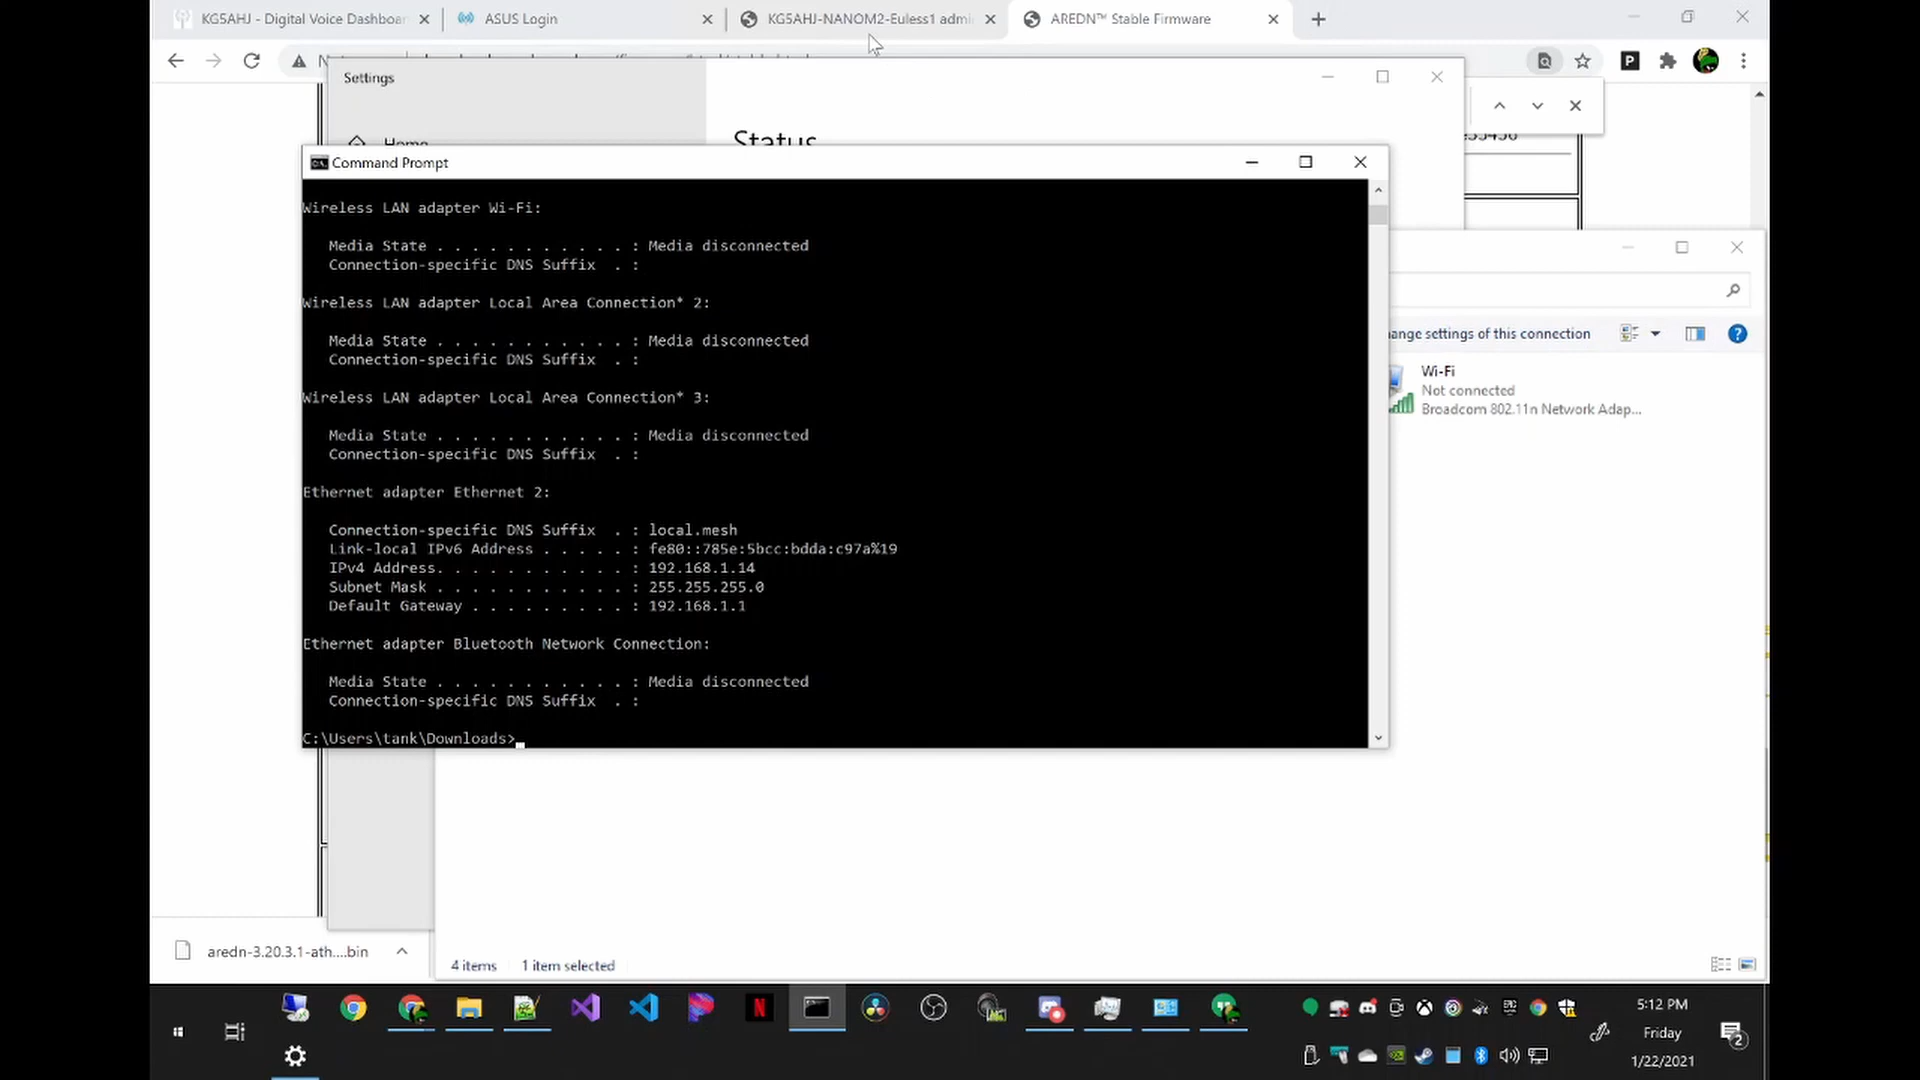 KG5AHJ - Digital Voice Dashboar
ASUS Login
KG5AHJ-NANOM2-Euless1 admi
AREDN™ Stable Firmware
Settings
Home
Status
Command Prompt
Wireless LAN adapter Wi-Fi:
Media State . . . . . . . . . . . : Media disconnected
Connection-specific DNS Suffix  . :
Wireless LAN adapter Local Area Connection* 2:
Media State . . . . . . . . . . . : Media disconnected
Connection-specific DNS Suffix  . :
Wireless LAN adapter Local Area Connection* 3:
Media State . . . . . . . . . . . : Media disconnected
Connection-specific DNS Suffix  . :
Ethernet adapter Ethernet 2:
Connection-specific DNS Suffix  . : local.mesh
Link-local IPv6 Address . . . . . : fe80::785e:5bcc:bdda:c97a%19
IPv4 Address. . . . . . . . . . . : 192.168.1.14
Subnet Mask . . . . . . . . . . . : 255.255.255.0
Default Gateway . . . . . . . . . : 192.168.1.1
Ethernet adapter Bluetooth Network Connection:
Media State . . . . . . . . . . . : Media disconnected
Connection-specific DNS Suffix  . :
C:\Users\tank\Downloads>
ange settings of this connection
Wi-Fi
Not connected
Broadcom 802.11n Network Adap...
aredn-3.20.3.1-ath....bin
4 items
1 item selected
5:12 PM
Friday
1/22/2021
2